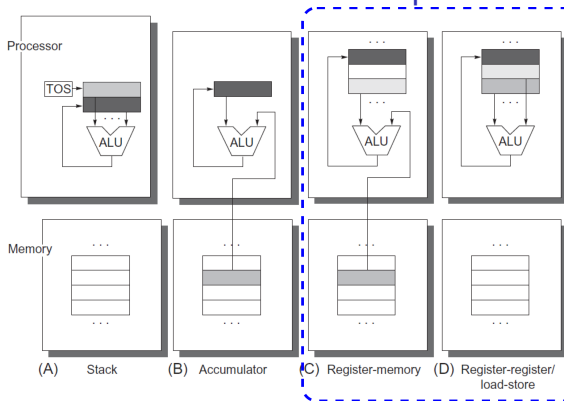 Processor
TOS
. . .
ALU
ALU
. . .
. . .
ALU
. . .
. . .
ALU
Memory
. . .
. . .
. . .
. . .
. . .
. . .
. . .
. . .
(A) Stack
(B) Accumulator
(C) Register-memory
(D) Register-register/
load-store